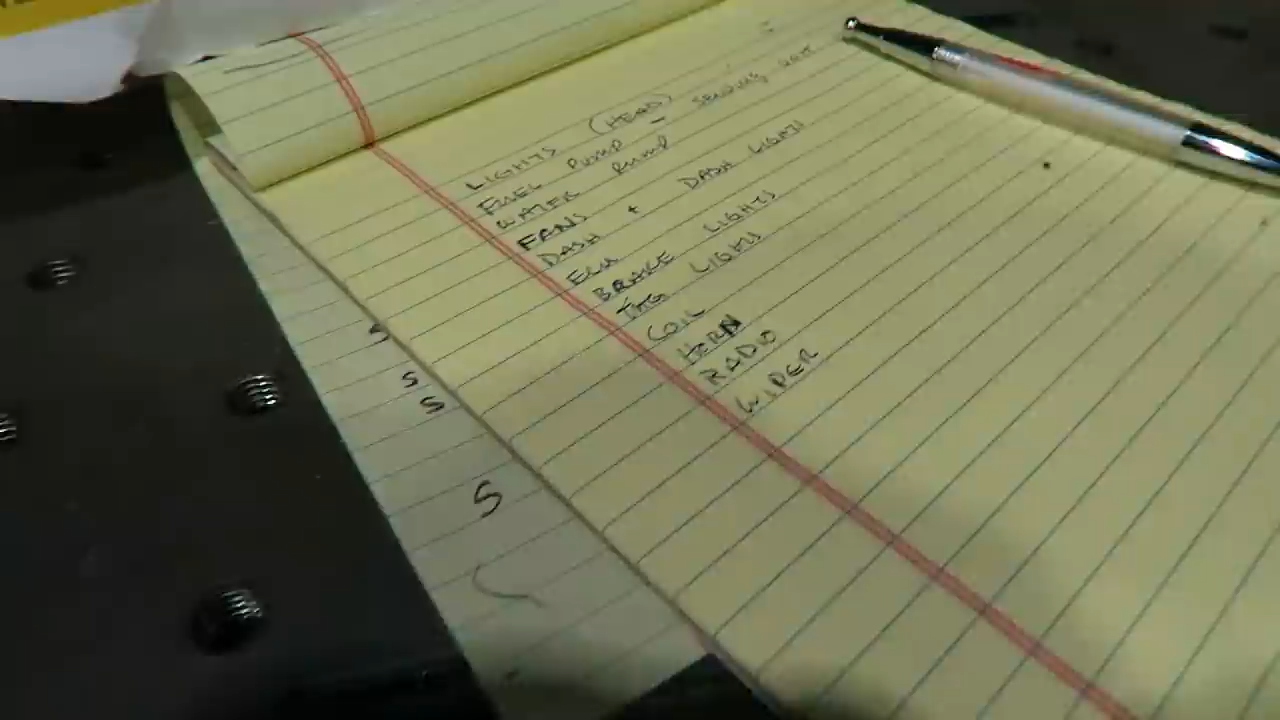 LIGHTS (HEAD)
FUEL PUMP - SENDING UNIT
WATER PUMP
FANS
DASH + DASH LIGHTS
ECU
BRAKE LIGHTS
TAG LIGHTS
COIL
HORN
RADIO
WIPER
S
S
S
S